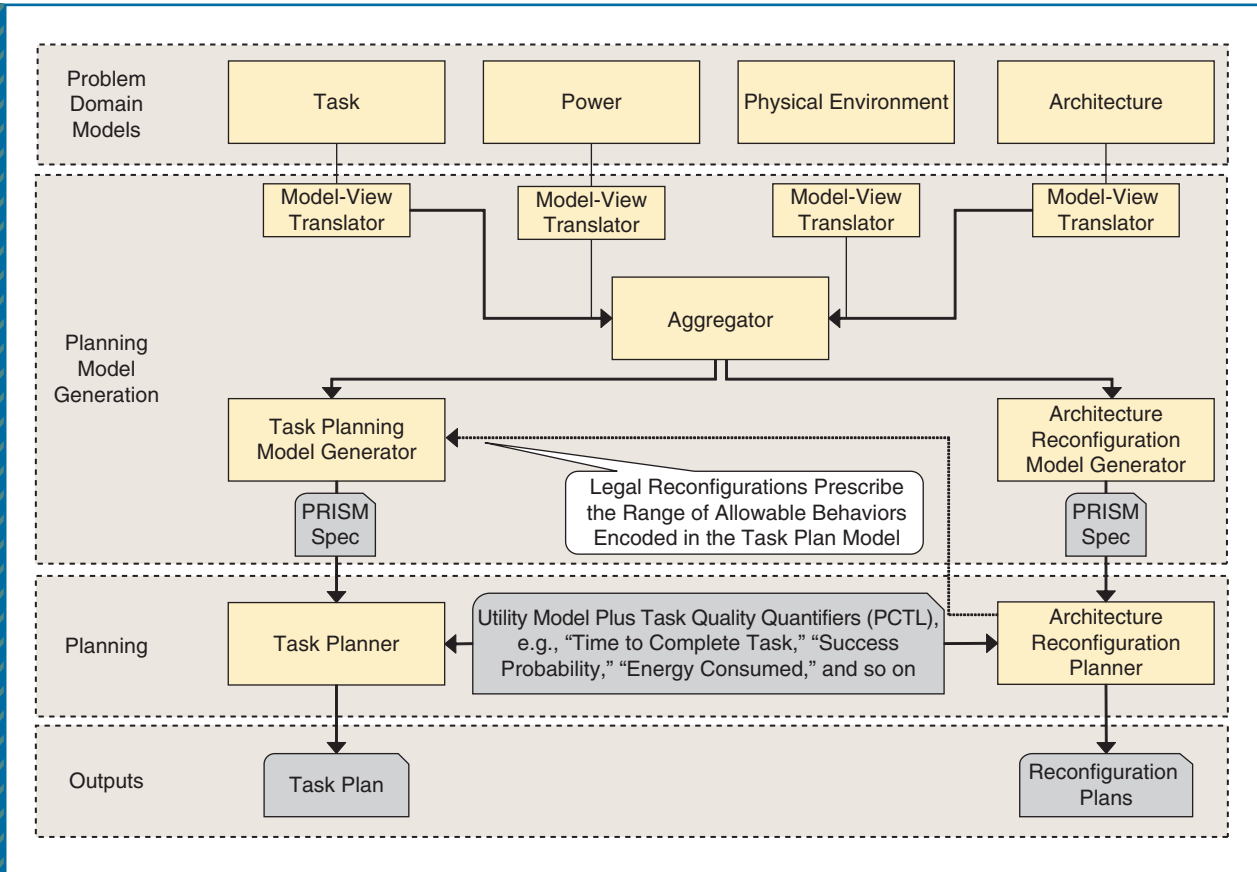 Problem
Domain
Models
Task
Power
Physical Environment
Architecture
Model-View
Translator
Model-View
Translator
Model-View
Translator
Model-View
Translator
Aggregator
Planning
Model
Generation
Task Planning
Model Generator
Architecture
Reconfiguration
Model Generator
Legal Reconfigurations Prescribe
the Range of Allowable Behaviors
Encoded in the Task Plan Model
PRISM
Spec
PRISM
Spec
Planning
Task Planner
Utility Model Plus Task Quality Quantifiers (PCTL),
e.g., “Time to Complete Task,” “Success
Probability,” “Energy Consumed,” and so on
Architecture
Reconfiguration
Planner
Outputs
Task Plan
Reconfiguration
Plans